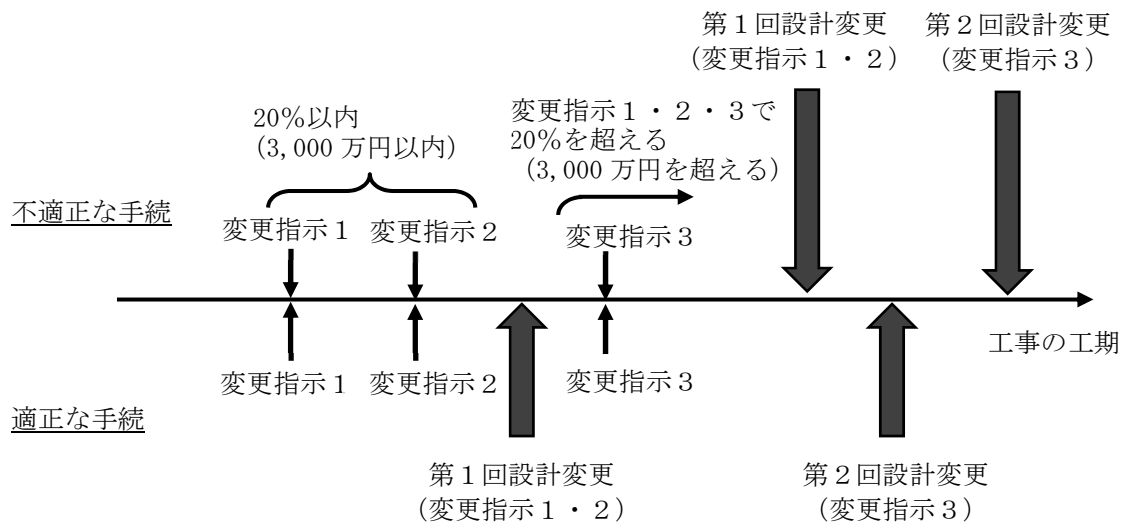 第１回設計変更
（変更指示１・２）
第２回設計変更
（変更指示３）
20%以内
（3,000 万円以内）
変更指示１・２・３で
20%を超える
（3,000 万円を超える）
不適正な手続
変更指示１
変更指示２
変更指示３
工事の工期
変更指示１
変更指示２
変更指示３
適正な手続
第１回設計変更
（変更指示１・２）
第２回設計変更
（変更指示３）